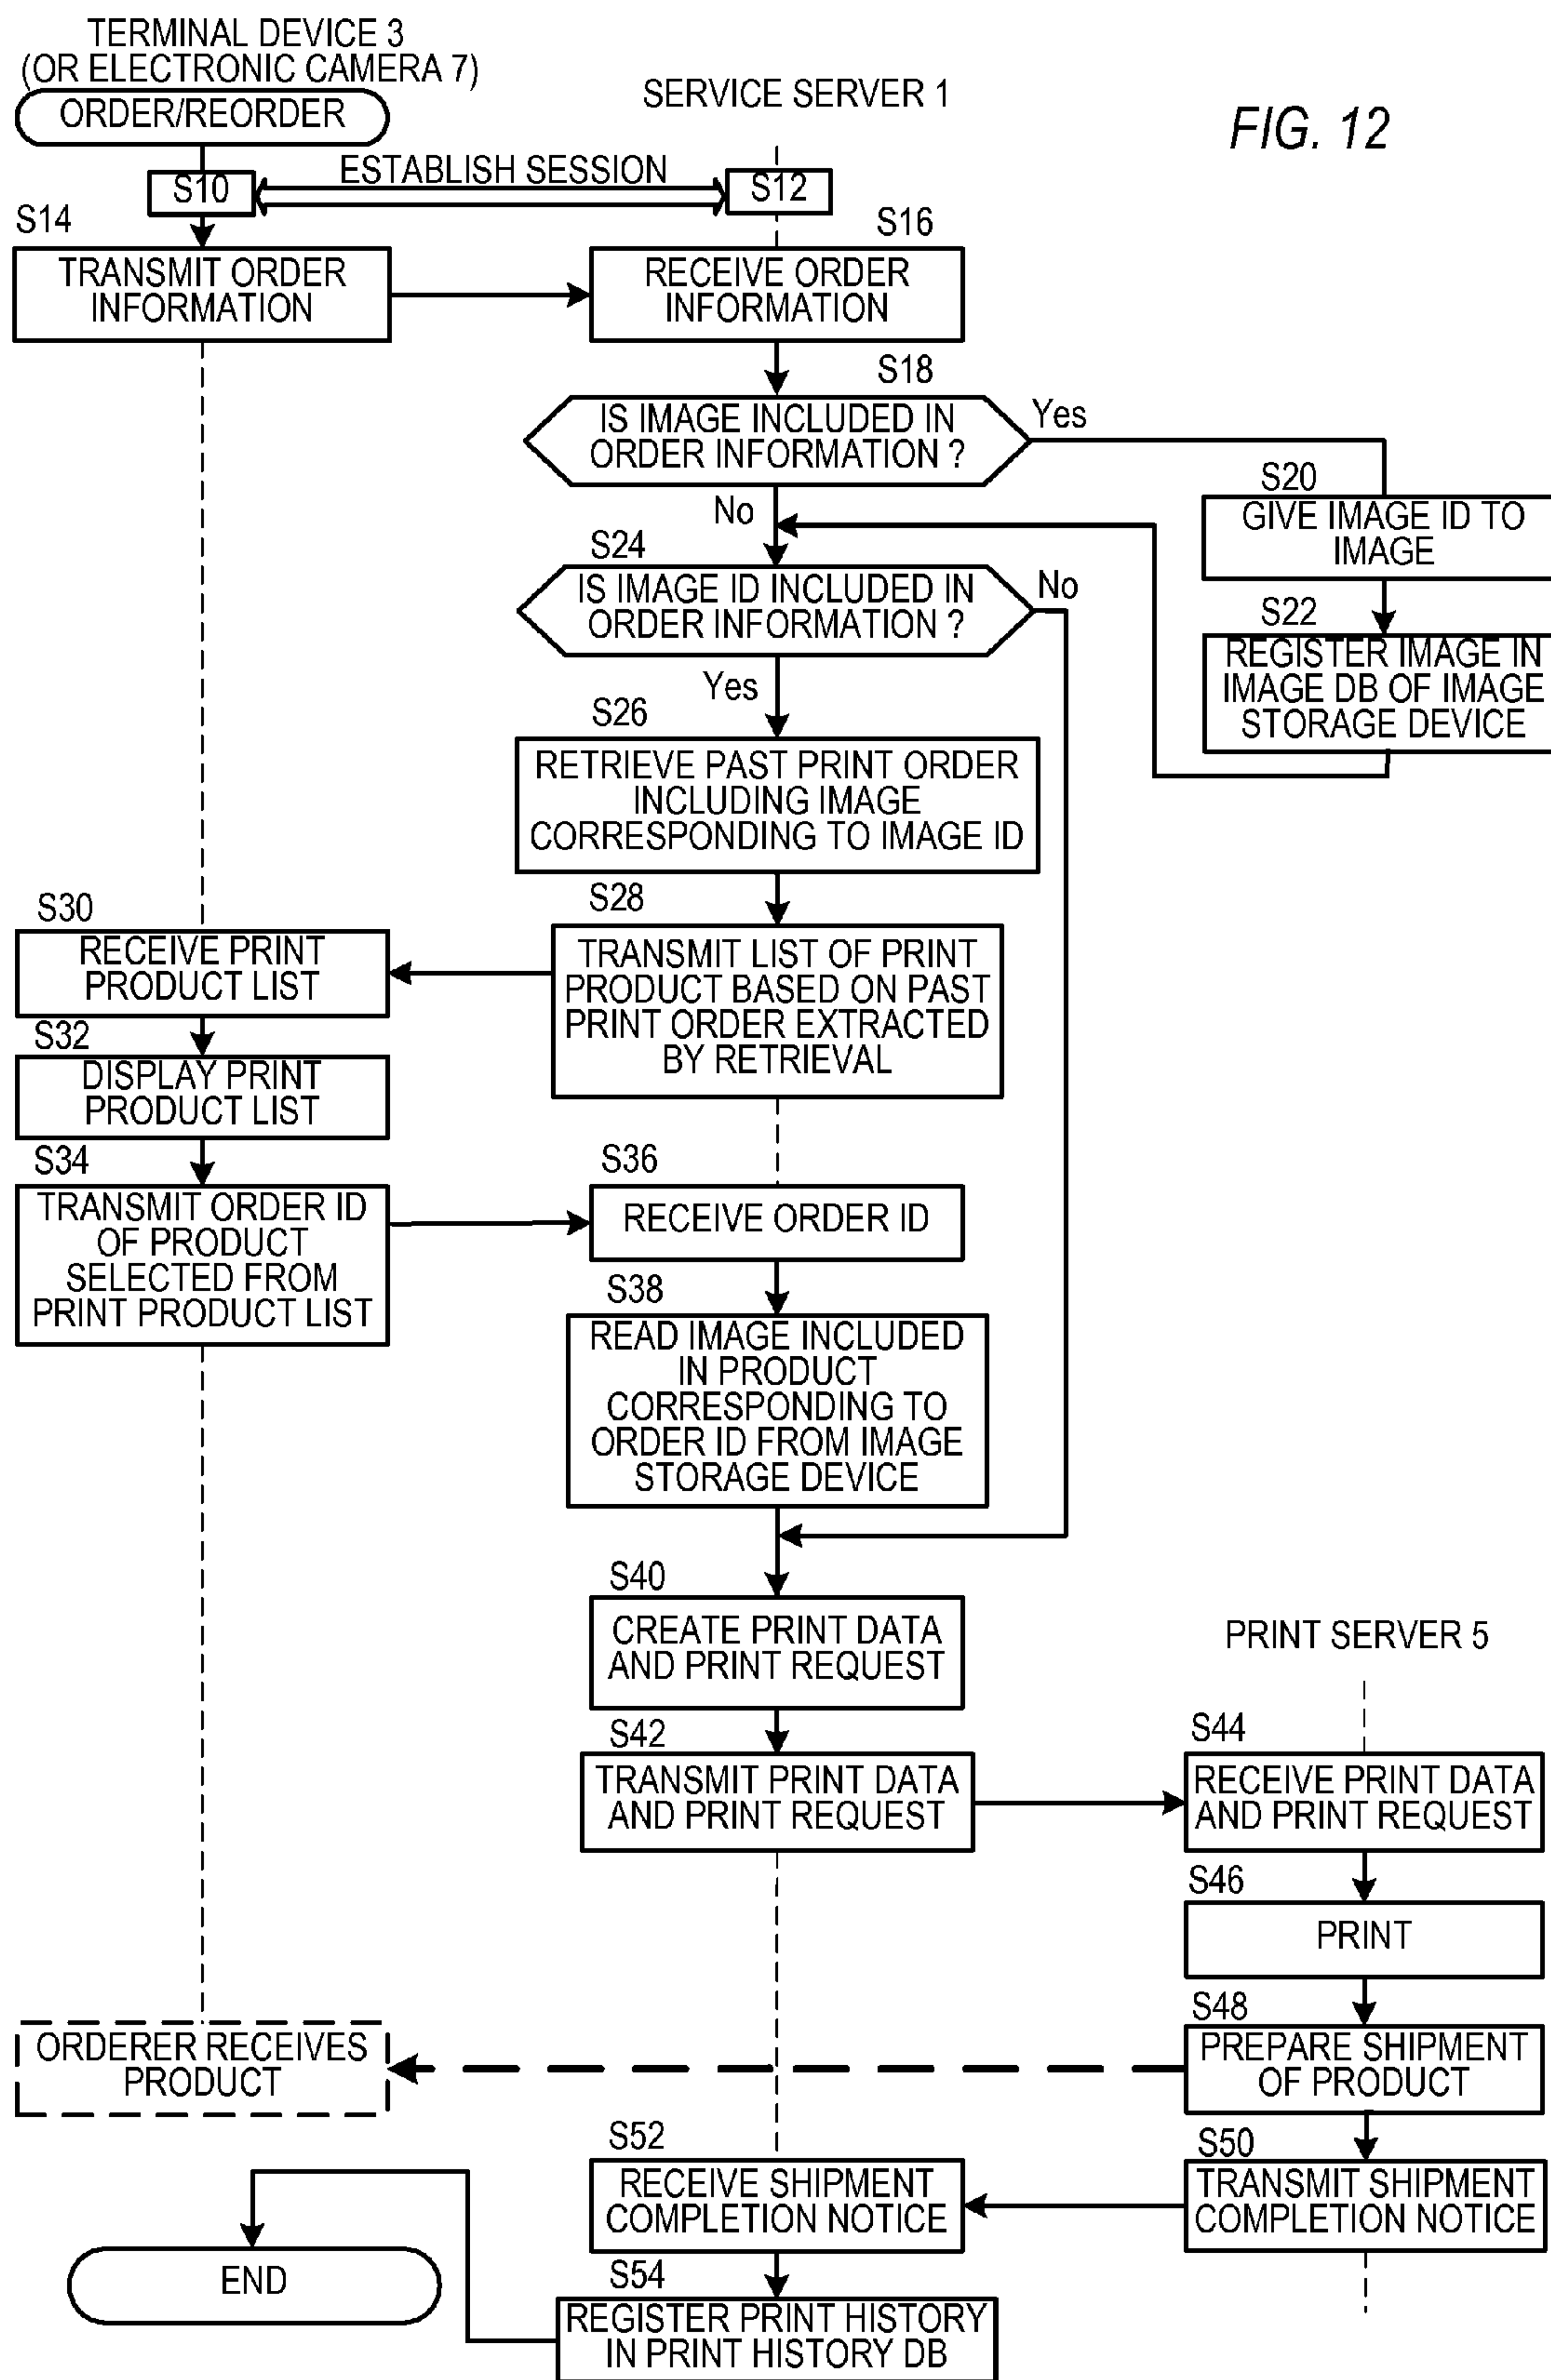 TERMINAL DEVICE 3
(OR ELECTRONIC CAMERA 7)
ORDER/REORDER
SERVICE SERVER 1
FIG. 12
S10
ESTABLISH SESSION
S12
S14
TRANSMIT ORDER
INFORMATION
S16
RECEIVE ORDER
INFORMATION
S18
IS IMAGE INCLUDED IN
ORDER INFORMATION ?
Yes
No
S20
GIVE IMAGE ID TO
IMAGE
S22
REGISTER IMAGE IN
IMAGE DB OF IMAGE
STORAGE DEVICE
S24
IS IMAGE ID INCLUDED IN
ORDER INFORMATION ?
No
Yes
S26
RETRIEVE PAST PRINT ORDER
INCLUDING IMAGE
CORRESPONDING TO IMAGE ID
S28
TRANSMIT LIST OF PRINT
PRODUCT BASED ON PAST
PRINT ORDER EXTRACTED
BY RETRIEVAL
S30
RECEIVE PRINT
PRODUCT LIST
S32
DISPLAY PRINT
PRODUCT LIST
S34
TRANSMIT ORDER ID
OF PRODUCT
SELECTED FROM
PRINT PRODUCT LIST
S36
RECEIVE ORDER ID
S38
READ IMAGE INCLUDED
IN PRODUCT
CORRESPONDING TO
ORDER ID FROM IMAGE
STORAGE DEVICE
S40
CREATE PRINT DATA
AND PRINT REQUEST
S42
TRANSMIT PRINT DATA
AND PRINT REQUEST
PRINT SERVER 5
S44
RECEIVE PRINT DATA
AND PRINT REQUEST
S46
PRINT
S48
PREPARE SHIPMENT
OF PRODUCT
ORDERER RECEIVES
PRODUCT
S50
TRANSMIT SHIPMENT
COMPLETION NOTICE
S52
RECEIVE SHIPMENT
COMPLETION NOTICE
S54
REGISTER PRINT HISTORY
IN PRINT HISTORY DB
END